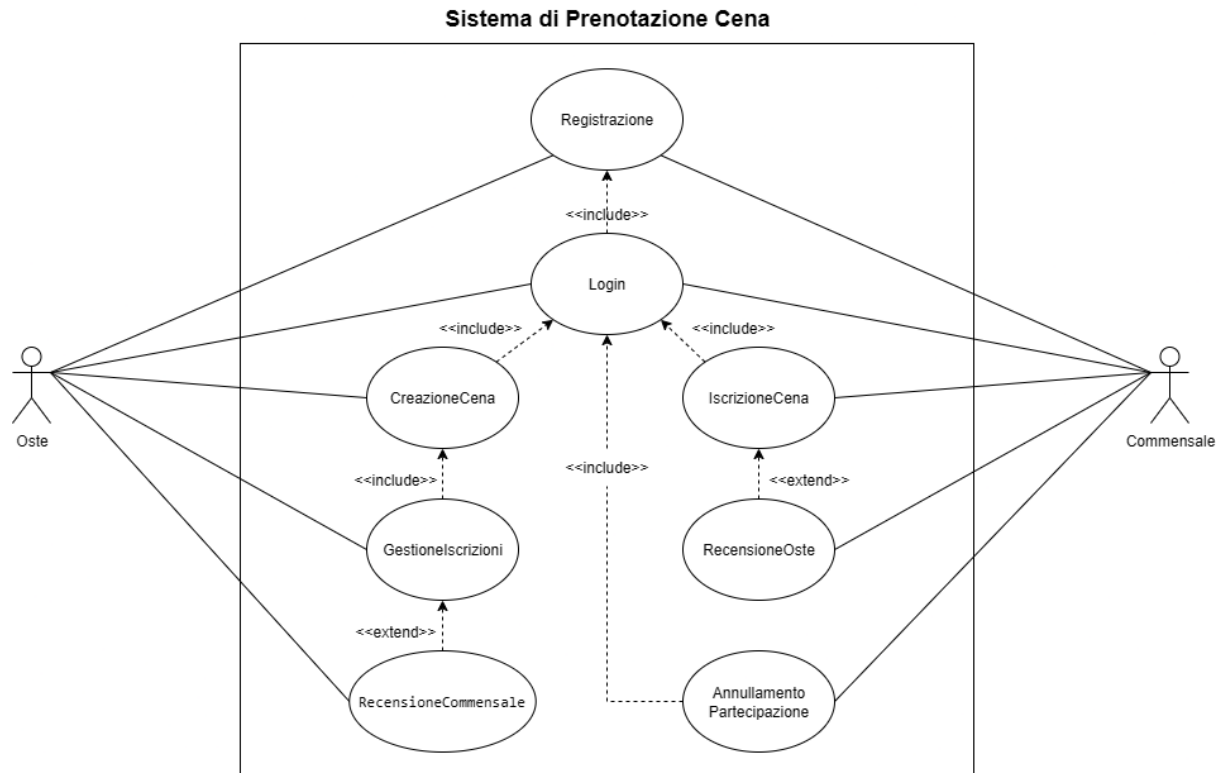 Sistema di Prenotazione Cena
Registrazione
<<include>>
Login
<<include>>
<<include>>
CreazioneCena
IscrizioneCena
Oste
Commensale
<<include>>
<<include>>
<<extend>>
GestioneIscrizioni
RecensioneOste
<<extend>>
RecensioneCommensale
Annullamento
Partecipazione